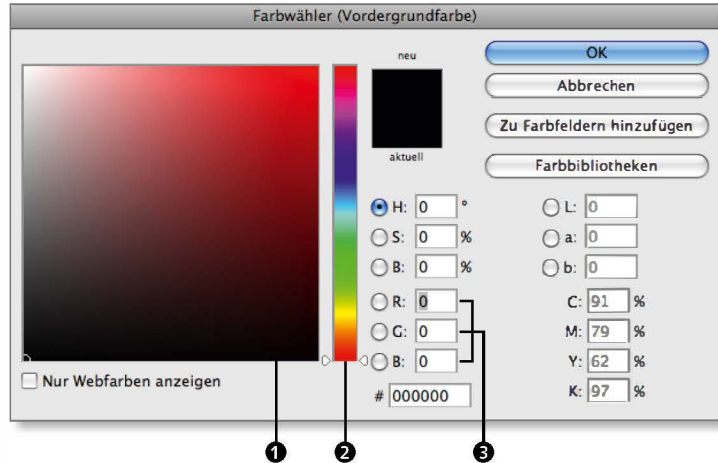 Farbwähler (Vordergrundfarbe)
neu
aktuell
OK
Abbrechen
Zu Farbfeldern hinzufügen
Farbbibliotheken
H: 0 °
S: 0 %
B: 0 %
R: 0
G: 0
B: 0
# 000000
L: 0
a: 0
b: 0
C: 91 %
M: 79 %
Y: 62 %
K: 97 %
Nur Webfarben anzeigen
1 2 3